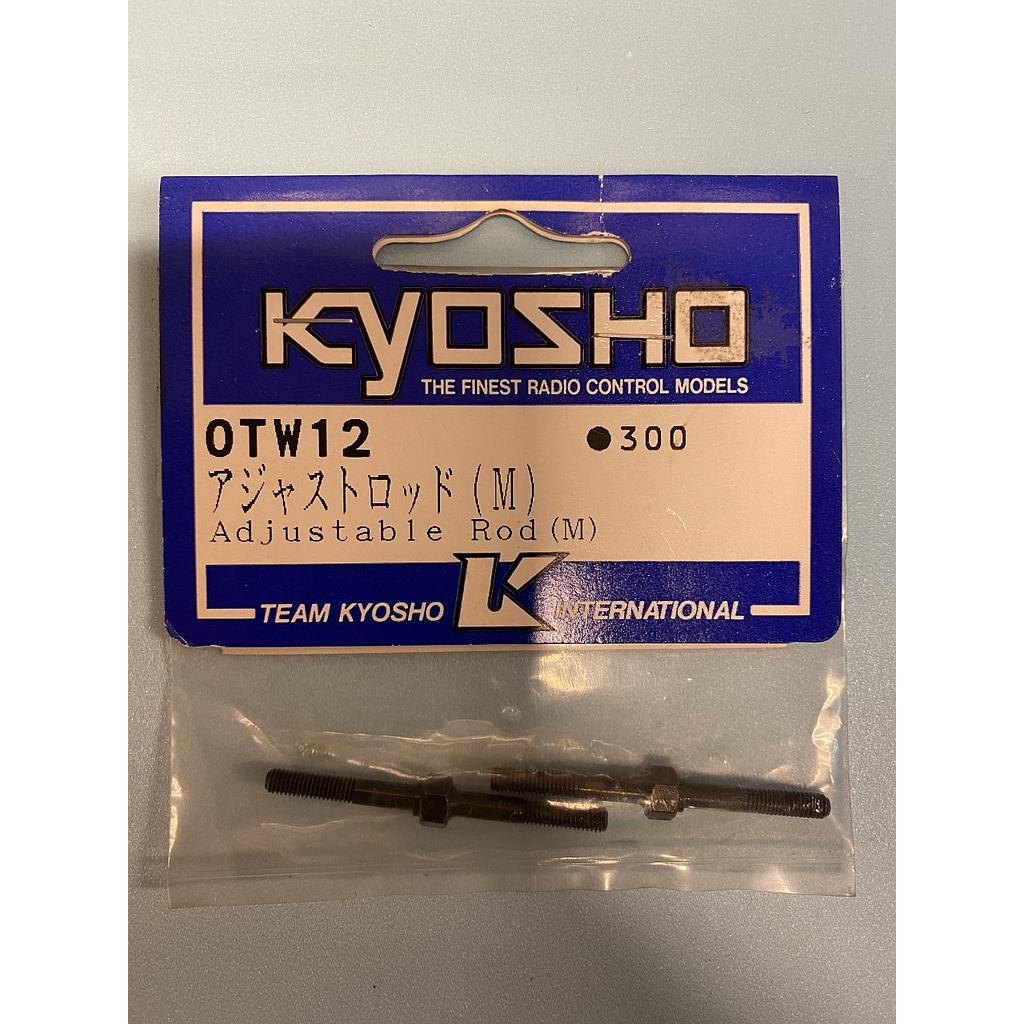 KYOSHO
THE FINEST RADIO CONTROL MODELS
OTW12 ●300
アジャストロッド(M)
Adjustable Rod(M)
TEAM KYOSHO K INTERNATIONAL